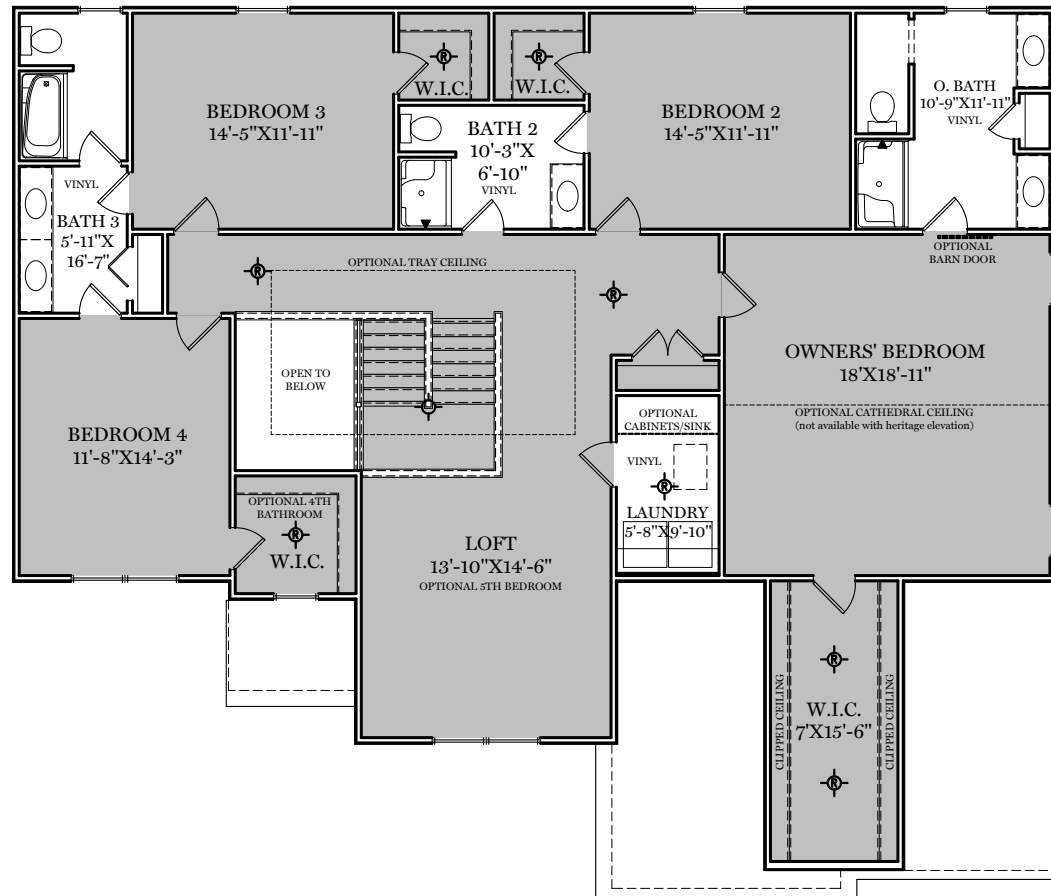 BEDROOM 3
14'-5"X11'-11"
R
W.I.C.
R
W.I.C.
BEDROOM 2
14'-5"X11'-11"
O. BATH
10'-9"X11'-11"
VINYL
BATH 2
10'-3"X
6'-10"
VINYL
VINYL
BATH 3
5'-11"X
16'-7"
OPTIONAL
BARN DOOR
OPTIONAL TRAY CEILING
R
R
OPEN TO
BELOW
OWNERS' BEDROOM
18'X18'-11"
OPTIONAL CATHEDRAL CEILING
(not available with heritage elevation)
OPTIONAL
CABINETS/SINK
VINYL
R
LAUNDRY
5'-8"X9'-10"
BEDROOM 4
11'-8"X14'-3"
OPTIONAL 4TH
BATHROOM
R
W.I.C.
LOFT
13'-10"X14'-6"
OPTIONAL 5TH BEDROOM
CLIPPED CEILING
R
W.I.C.
7'X15'-6"
R
CLIPPED CEILING